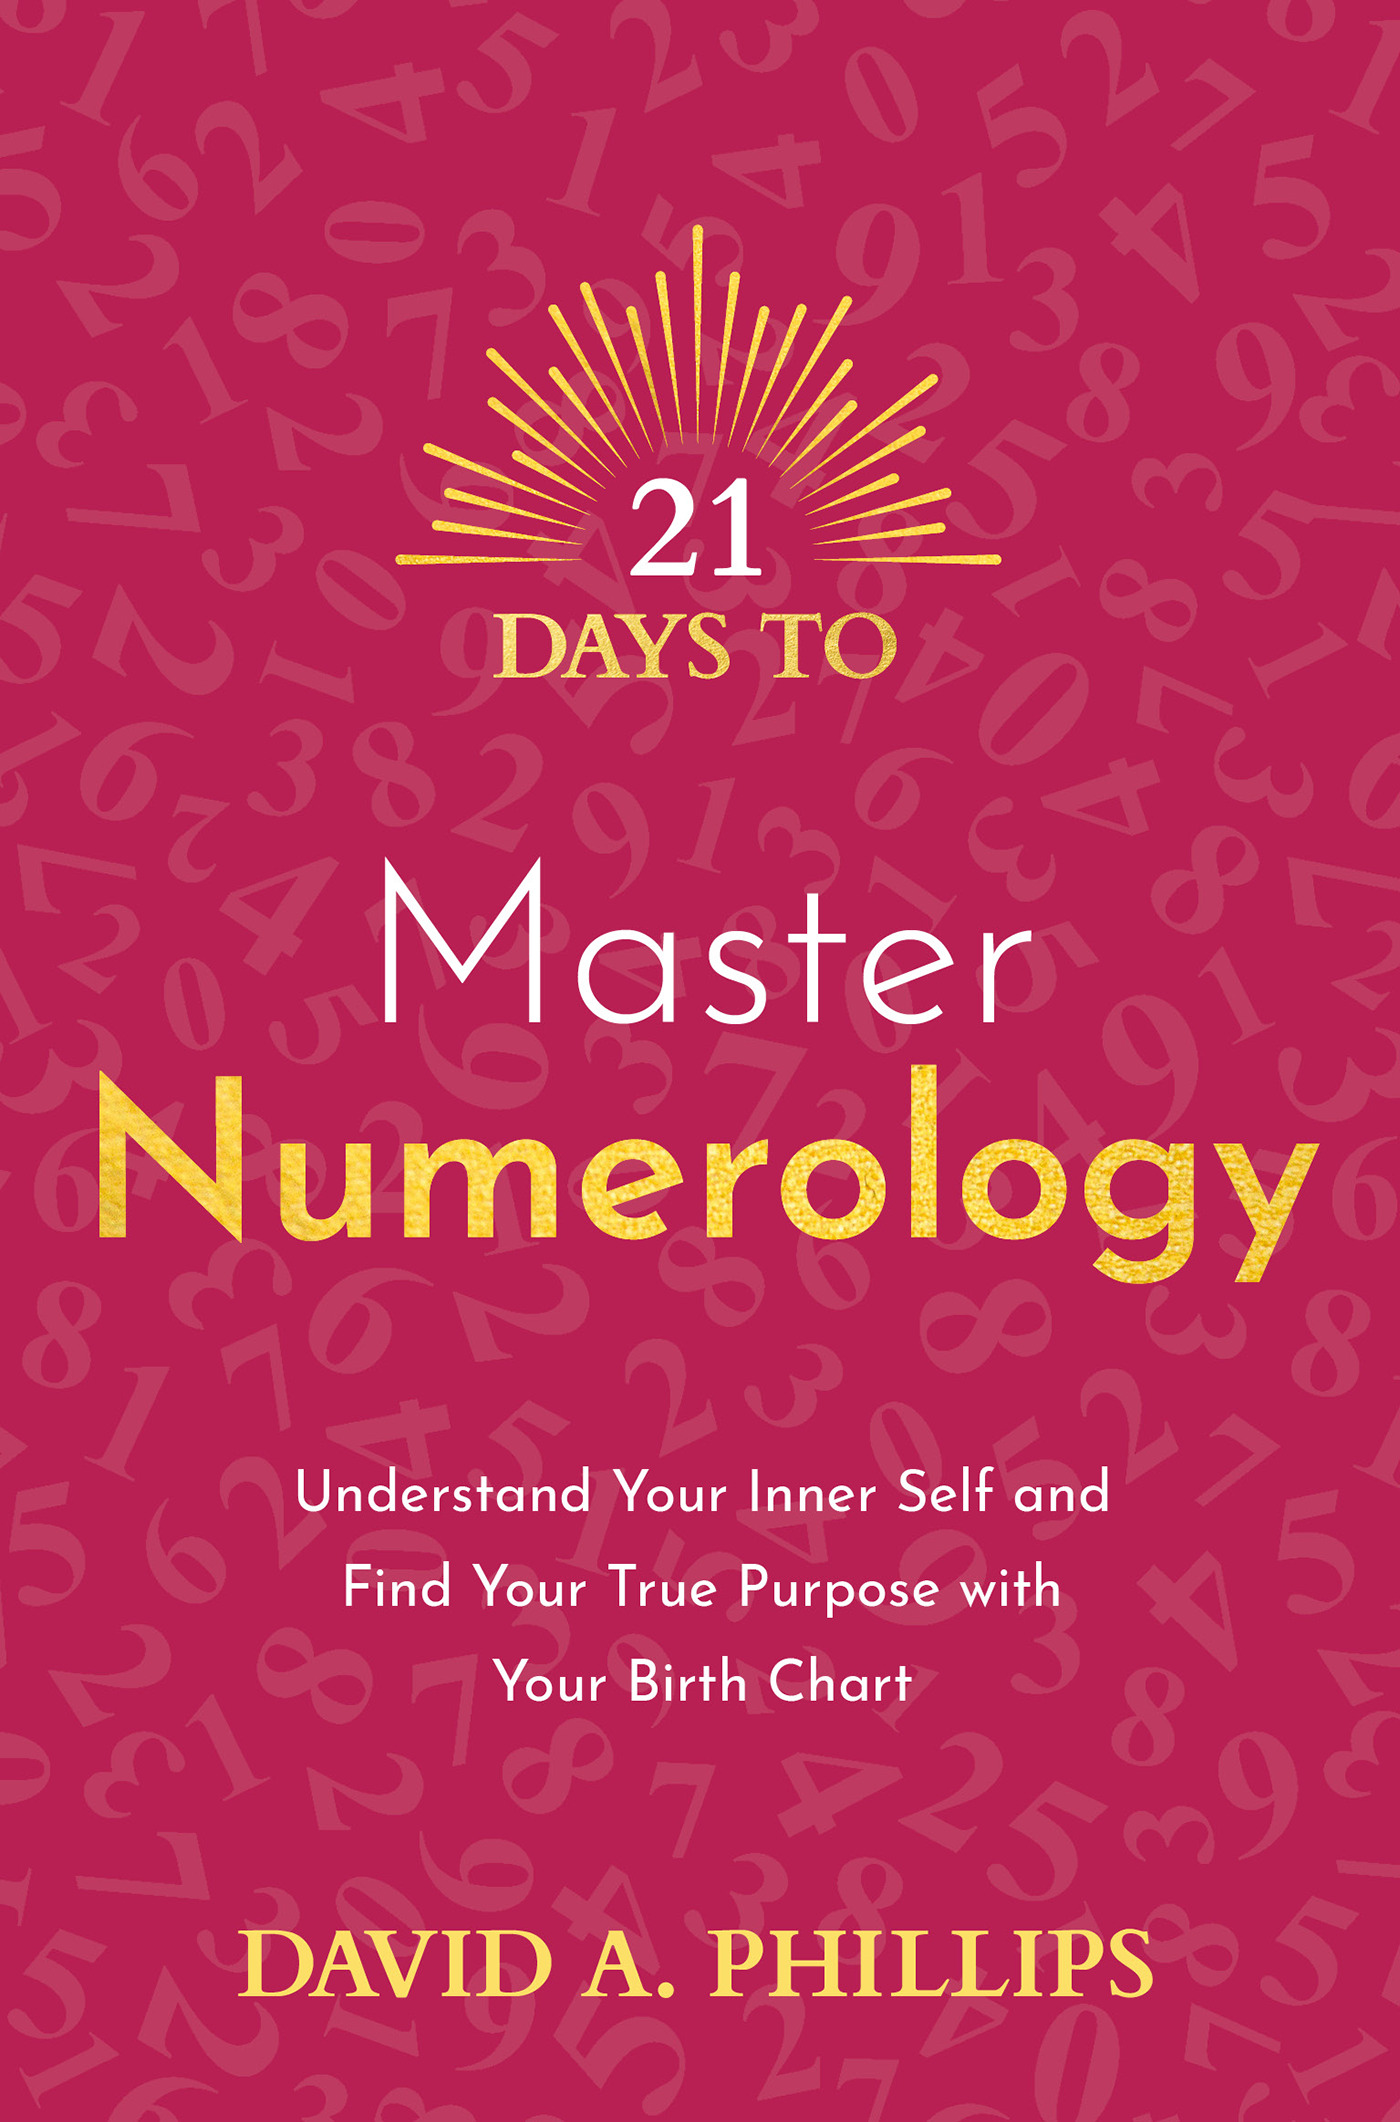 21
DAYS TO
Master
Numerology
Understand Your Inner Self and
Find Your True Purpose with
Your Birth Chart
DAVID A. PHILLIPS